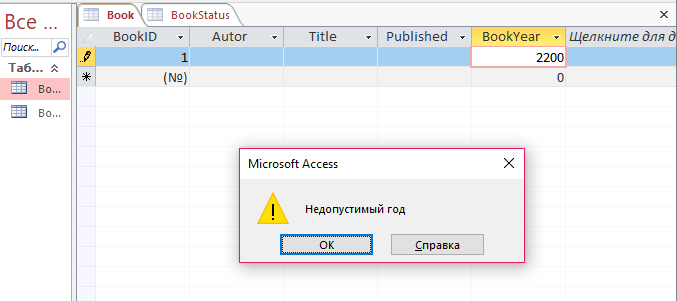 Все ...
Поиск...
Таб...
Bo...
Bo...
Book
BookStatus
BookID Autor Title Published BookYear Щелкните для д
1 2200
(№) 0
Microsoft Access
Недопустимый год
ОК Справка